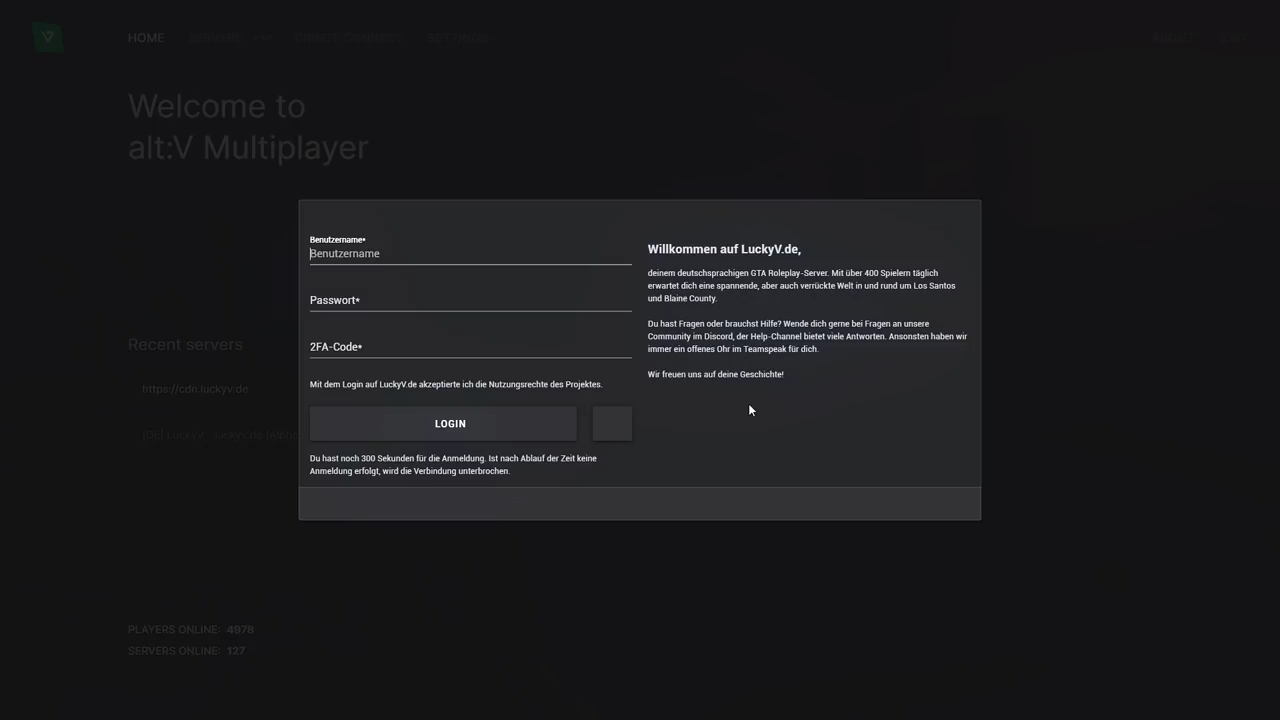 HOME
SERVERS
DIRECT CONNECT
SETTINGS
ABOUT
EXIT
Welcome to
alt:V Multiplayer
Benutzername*
Benutzername
Passwort*
2FA-Code*
Mit dem Login auf LuckyV.de akzeptierte ich die Nutzungsrechte des Projektes.
LOGIN
Du hast noch 300 Sekunden für die Anmeldung. Ist nach Ablauf der Zeit keine
Anmeldung erfolgt, wird die Verbindung unterbrochen.
Willkommen auf LuckyV.de,
deinem deutschsprachigen GTA Roleplay-Server. Mit über 400 Spielern täglich
erwartet dich eine spannende, aber auch verrückte Welt in und rund um Los Santos
und Blaine County.
Du hast Fragen oder brauchst Hilfe? Wende dich gerne bei Fragen an unsere
Community im Discord, der Help-Channel bietet viele Antworten. Ansonsten haben wir
immer ein offenes Ohr im Teamspeak für dich.
Wir freuen uns auf deine Geschichte!
Recent servers
https://cdn.luckyv.de
PLAYERS ONLINE: 4978
SERVERS ONLINE: 127